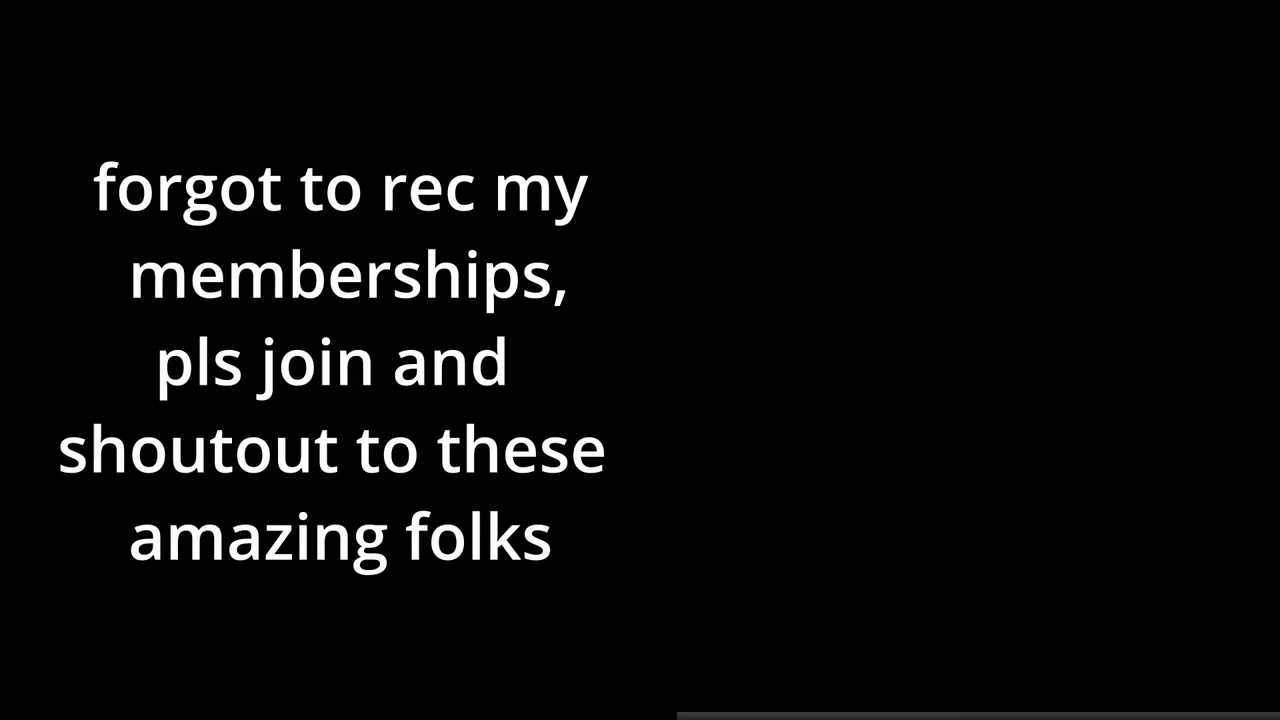 forgot to rec my
memberships,
pls join and
shoutout to these
amazing folks